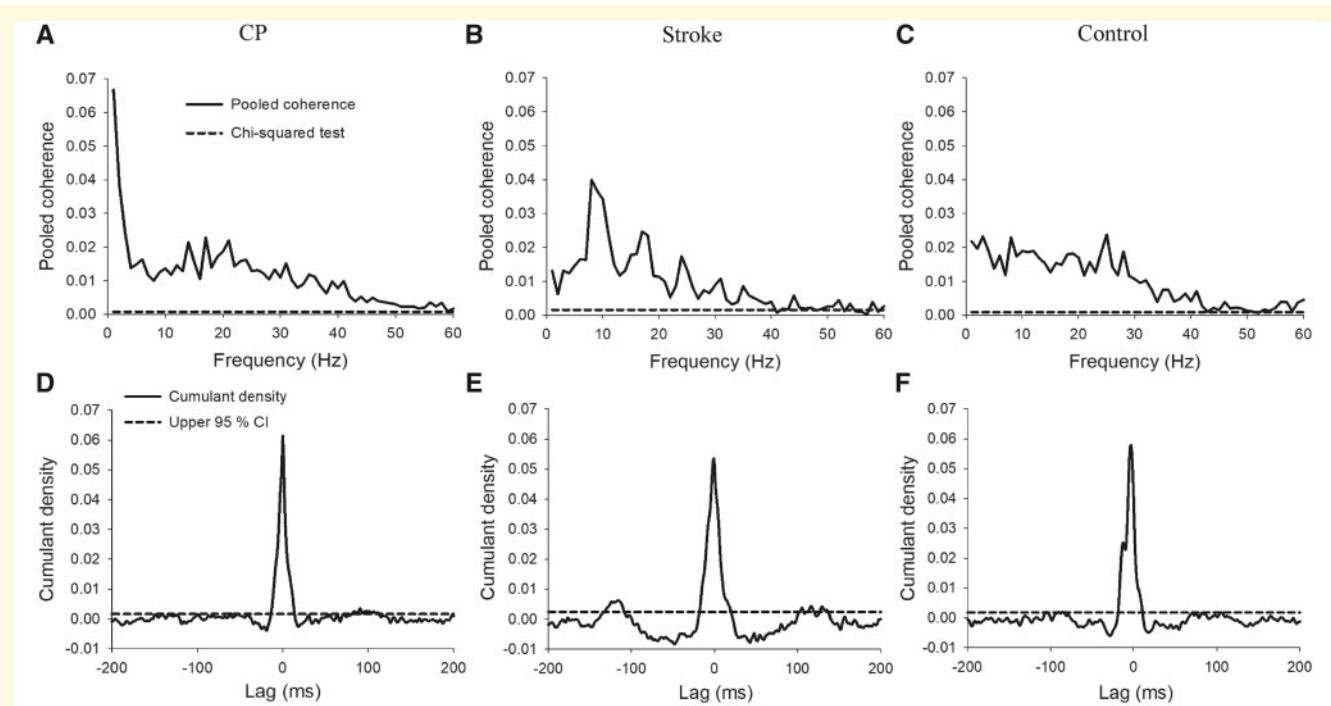 A CP
B Stroke
C Control
Pooled coherence
0.07
0.06
0.05
0.04
0.03
0.02
0.01
0.00
Pooled coherence
Chi-squared test
0 10 20 30 40 50 60
Frequency (Hz)
Pooled coherence
0.07
0.06
0.05
0.04
0.03
0.02
0.01
0.00
0 10 20 30 40 50 60
Frequency (Hz)
Pooled coherence
0.07
0.06
0.05
0.04
0.03
0.02
0.01
0.00
0 10 20 30 40 50 60
Frequency (Hz)
D
Cumulant density
0.07
0.06
0.05
0.04
0.03
0.02
0.01
0.00
-0.01
Cumulant density
Upper 95 % CI
-200 -100 0 100 200
Lag (ms)
E
Cumulant density
0.07
0.06
0.05
0.04
0.03
0.02
0.01
0.00
-0.01
-200 -100 0 100 200
Lag (ms)
F
Cumulant density
0.07
0.06
0.05
0.04
0.03
0.02
0.01
0.00
-0.01
-200 -100 0 100 200
Lag (ms)